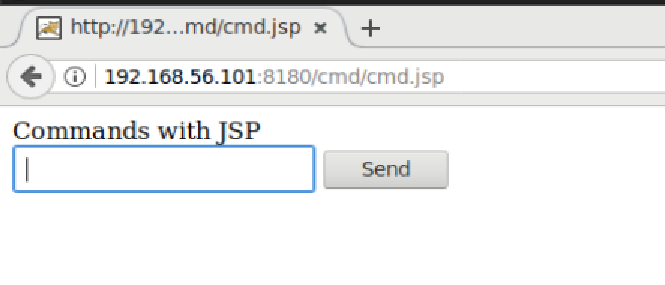 http://192...md/cmd.jsp
192.168.56.101:8180/cmd/cmd.jsp
Commands with JSP
Send